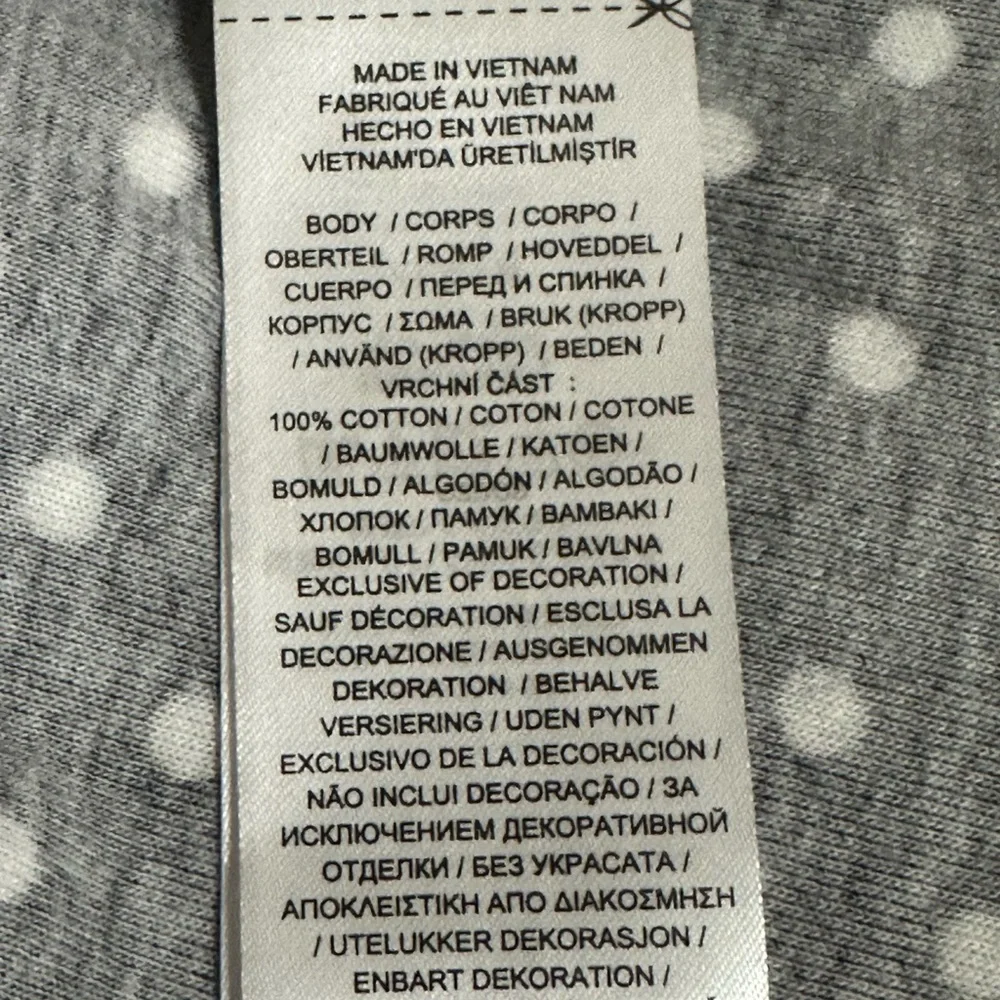 MADE IN VIETNAM
FABRIQUÉ AU VIÊT NAM
HECHO EN VIETNAM
VİETNAM'DA ÜRETİLMİŞTİR
BODY / CORPS / CORPO /
OBERTEIL / ROMP / HOVEDDEL /
CUERPO / ПЕРЕД И СПИНКА /
КОРПУС / ΣΩΜΑ / BRUK (KROPP)
/ ANVÄND (KROPP) / BEDEN /
VRCHNÍ ČÁST :
100% COTTON / COTON / COTONE
/ BAUMWOLLE / KATOEN /
BOMULD / ALGODÓN / ALGODÃO /
ХЛОПОК / ПАМУК / BAMBAKI /
BOMULL / PAMUK / BAVLNA
EXCLUSIVE OF DECORATION /
SAUF DÉCORATION / ESCLUSA LA
DECORAZIONE / AUSGENOMMEN
DEKORATION / BEHALVE
VERSIERING / UDEN PYNT /
EXCLUSIVO DE LA DECORACIÓN /
NÃO INCLUI DECORAÇÃO / ЗА
ИСКЛЮЧЕНИЕМ ДЕКОРАТИВНОЙ
ОТДЕЛКИ / БЕЗ УКРАСАТА /
ΑΠΟΚΛΕΙΣΤΙΚΗ ΑΠΟ ΔΙΑΚΟΣΜΗΣΗ
/ UTELUKKER DEKORASJON /
ENBART DEKORATION /